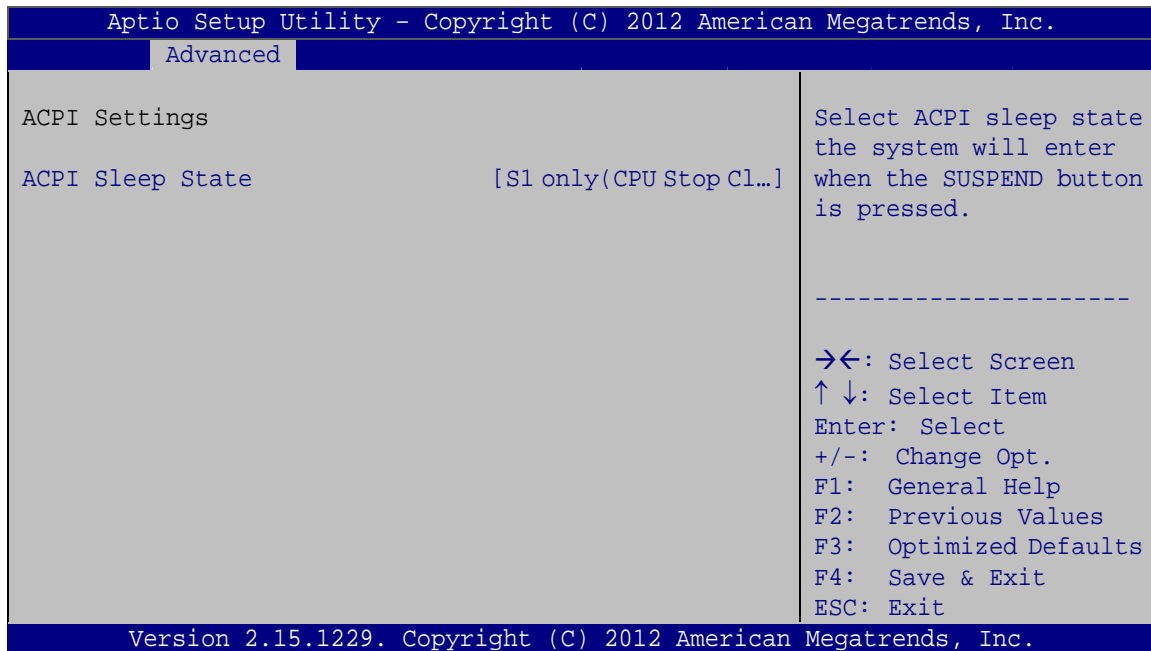 Aptio Setup Utility – Copyright (C) 2012 American Megatrends, Inc.
Advanced
ACPI Settings
ACPI Sleep State [S1 only(CPU Stop Cl…]
Select ACPI sleep state
the system will enter
when the SUSPEND button
is pressed.
----------------------
→←: Select Screen
↑ ↓: Select Item
Enter: Select
+/-: Change Opt.
F1: General Help
F2: Previous Values
F3: Optimized Defaults
F4: Save & Exit
ESC: Exit
Version 2.15.1229. Copyright (C) 2012 American Megatrends, Inc.